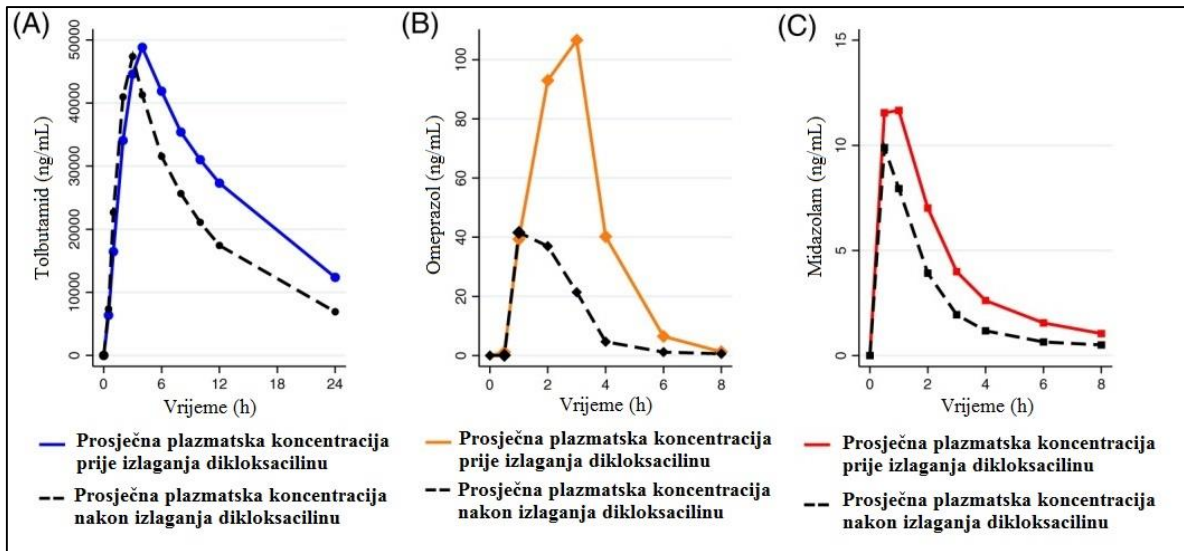 (A)
Tolbutamid (ng/mL)
50000
40000
30000
20000
10000
0
0 6 12 18 24
Vrijeme (h)
Prosječna plazmatska koncentracija
prije izlaganja dikloksacilinu
Prosječna plazmatska koncentracija
nakon izlaganja dikloksacilinu
(B)
Omeprazol (ng/mL)
100
80
60
40
20
0
0 2 4 6 8
Vrijeme (h)
Prosječna plazmatska koncentracija
prije izlaganja dikloksacilinu
Prosječna plazmatska koncentracija
nakon izlaganja dikloksacilinu
(C)
Midazolam (ng/mL)
15
10
5
0
0 2 4 6 8
Vrijeme (h)
Prosječna plazmatska koncentracija
prije izlaganja dikloksacilinu
Prosječna plazmatska koncentracija
nakon izlaganja dikloksacilinu